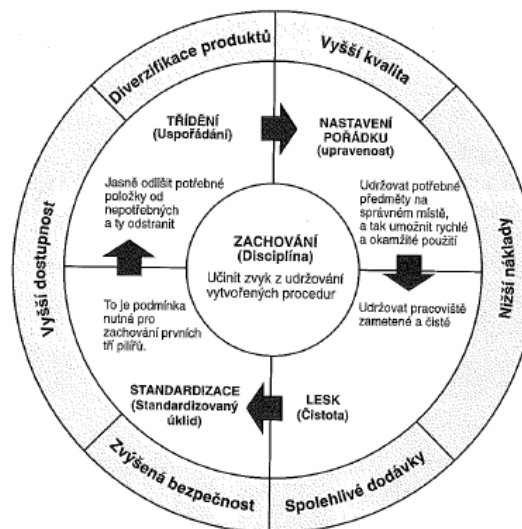 Diverzifikace produktů
Vyšší kvalita
Nižší náklady
Spolehlivé dodávky
Zvýšená bezpečnost
Vyšší dostupnost
TŘÍDĚNÍ
(Uspořádání)
Jasně odlišit potřebné
položky od
nepotřebných
a ty odstranit
NASTAVENÍ
POŘÁDKU
(upravenost)
Udržovat potřebné
předměty na
správném místě,
a tak umožnit rychlé
a okamžité použití
ZACHOVÁNÍ
(Disciplína)
Učinit zvyk z udržování
vytvořených procedur
Udržovat pracoviště
zametené a čisté
LESK
(Čistota)
To je podmínka
nutná pro
zachování prvních
tří pilířů.
STANDARDIZACE
(Standardizovaný
úklid)